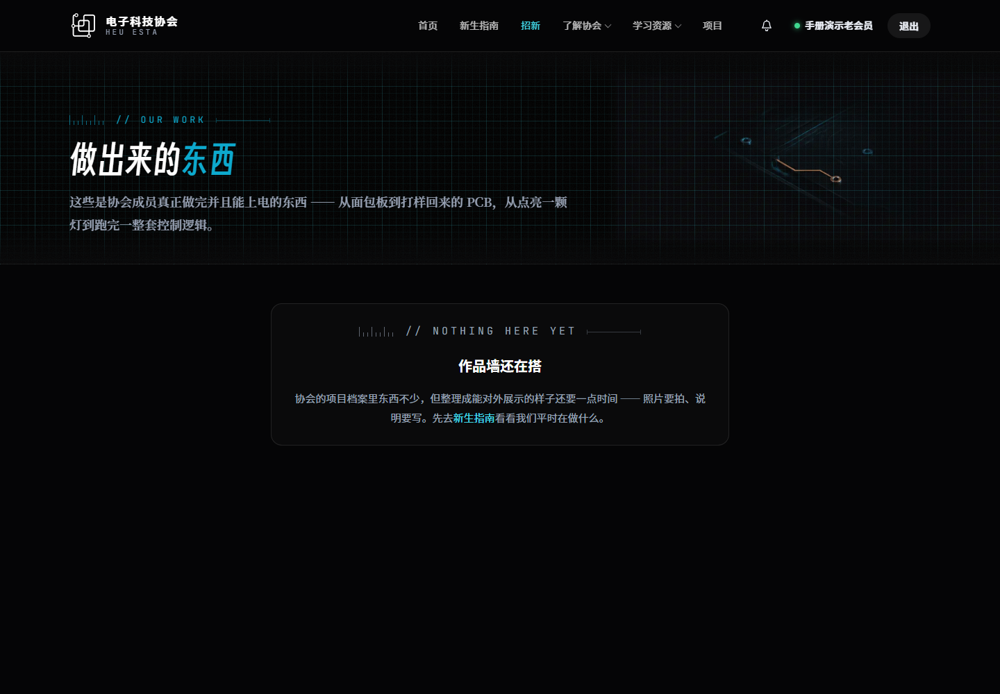 电子科技协会
HEU ESTA
首页
新生指南
招新
了解协会
学习资源
项目
手册演示老会员
退出
// OUR WORK
做出来的东西
这些是协会成员真正做完并且能上电的东西 —— 从面包板到打样回来的 PCB，从点亮一颗
灯到跑完一整套控制逻辑。
// NOTHING HERE YET
作品墙还在搭
协会的项目档案里东西不少，但整理成能对外展示的样子还要一点时间 —— 照片要拍、说
明要写。先去新生指南看看我们平时在做什么。